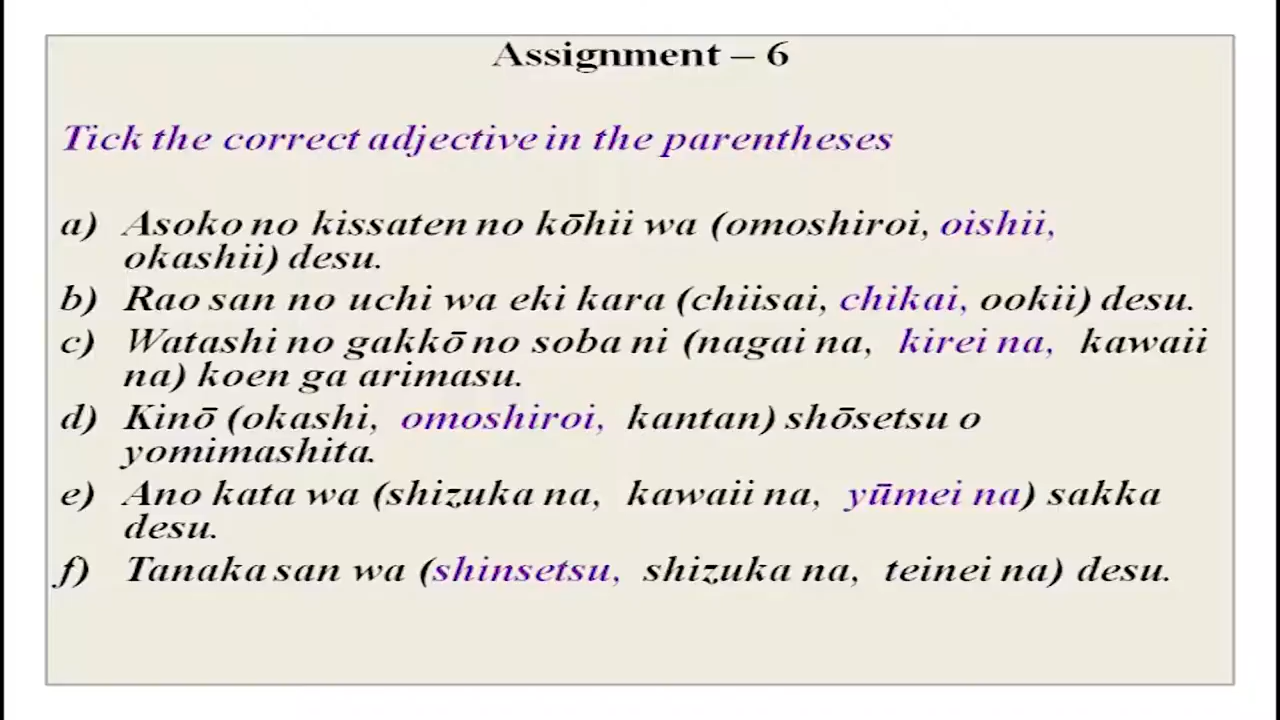 Assignment – 6
Tick the correct adjective in the parentheses
a) Asoko no kissaten no kōhii wa (omoshiroi, oishii,
okashii) desu.
b) Rao san no uchi wa eki kara (chiisai, chikai, ookii) desu.
c) Watashi no gakkō no soba ni (nagai na, kirei na, kawaii
na) koen ga arimasu.
d) Kinō (okashi, omoshiroi, kantan) shōsetsu o
yomimashita.
e) Ano kata wa (shizuka na, kawaii na, yūmei na) sakka
desu.
f) Tanaka san wa (shinsetsu, shizuka na, teinei na) desu.